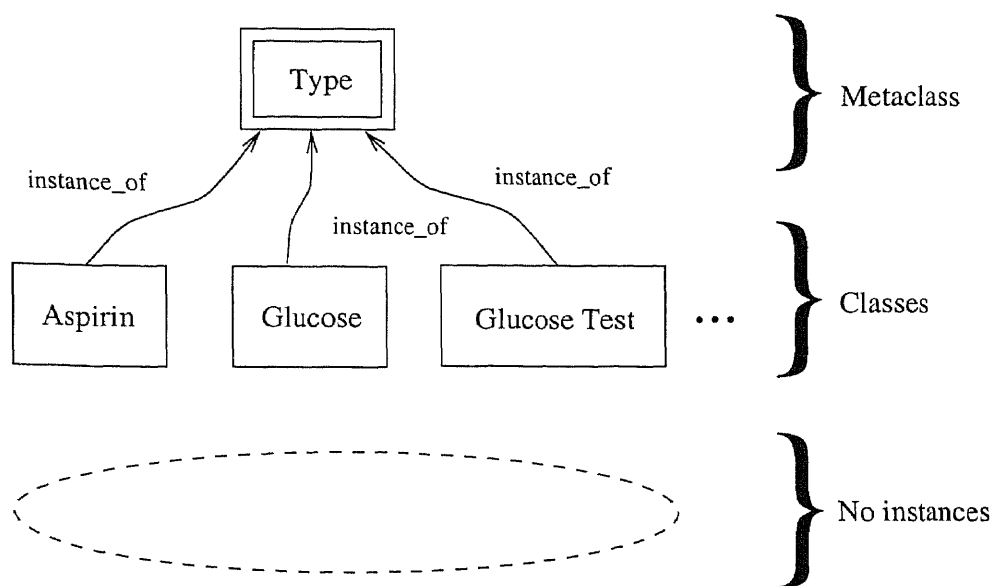 Type
Metaclass
instance_of
instance_of
instance_of
Aspirin
Glucose
Glucose Test
...
Classes
No instances